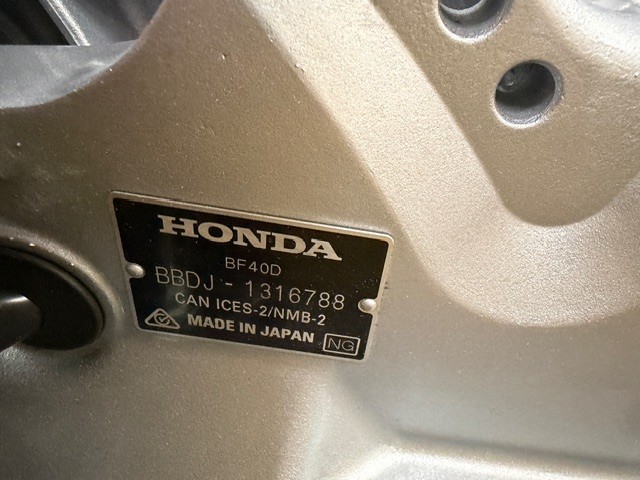 HONDA
BF40D
BBDJ - 1316788
CAN ICES-2/NMB-2
MADE IN JAPAN NG